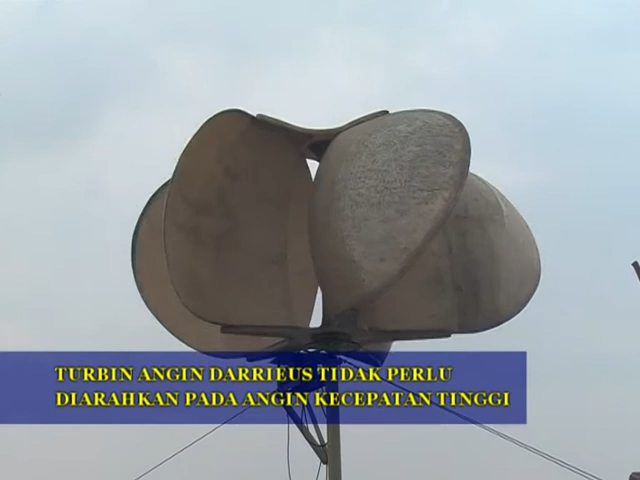 TURBIN ANGIN DARRIEUS TIDAK PERLU
DIARAHKAN PADA ANGIN KECEPATAN TINGGI